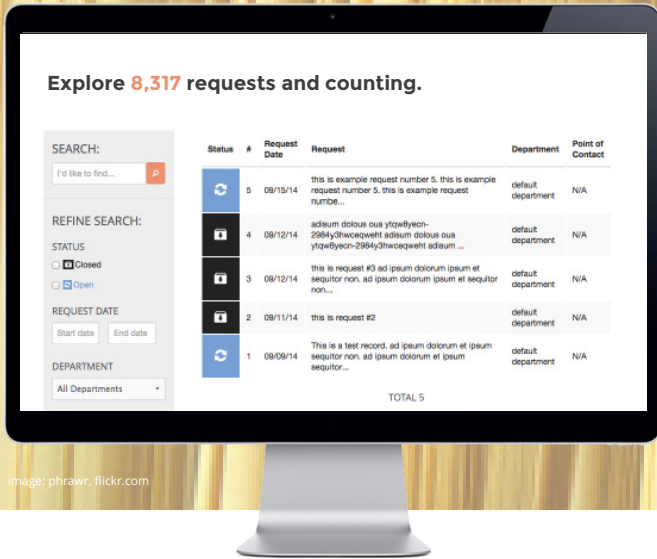 Explore 8,317 requests and counting.
SEARCH:
I'd like to find...
REFINE SEARCH:
STATUS
Closed
Open
REQUEST DATE
Start date End date
DEPARTMENT
All Departments
Status # Request Date Request Department Point of Contact
5 09/15/14 this is example request number 5. this is example request number 5. this is example request numbe... default department N/A
4 09/12/14 adisum dolous oua ytqw8yecn-2984y3hwceqweht adisum dolous oua ytqw8yecn-2984y3hwceqweht adisum ... default department N/A
3 09/12/14 this is request #3 ad ipsum dolorum ipsum et sequitor non. ad ipsum dolorum ipsum et sequitor non... default department N/A
2 09/11/14 this is request #2 default department N/A
1 09/09/14 This is a test record. ad ipsum dolorum et ipsum sequitor non. ad ipsum dolorum et ipsum sequitor... default department N/A
TOTAL 5
image: phrawr, flickr.com